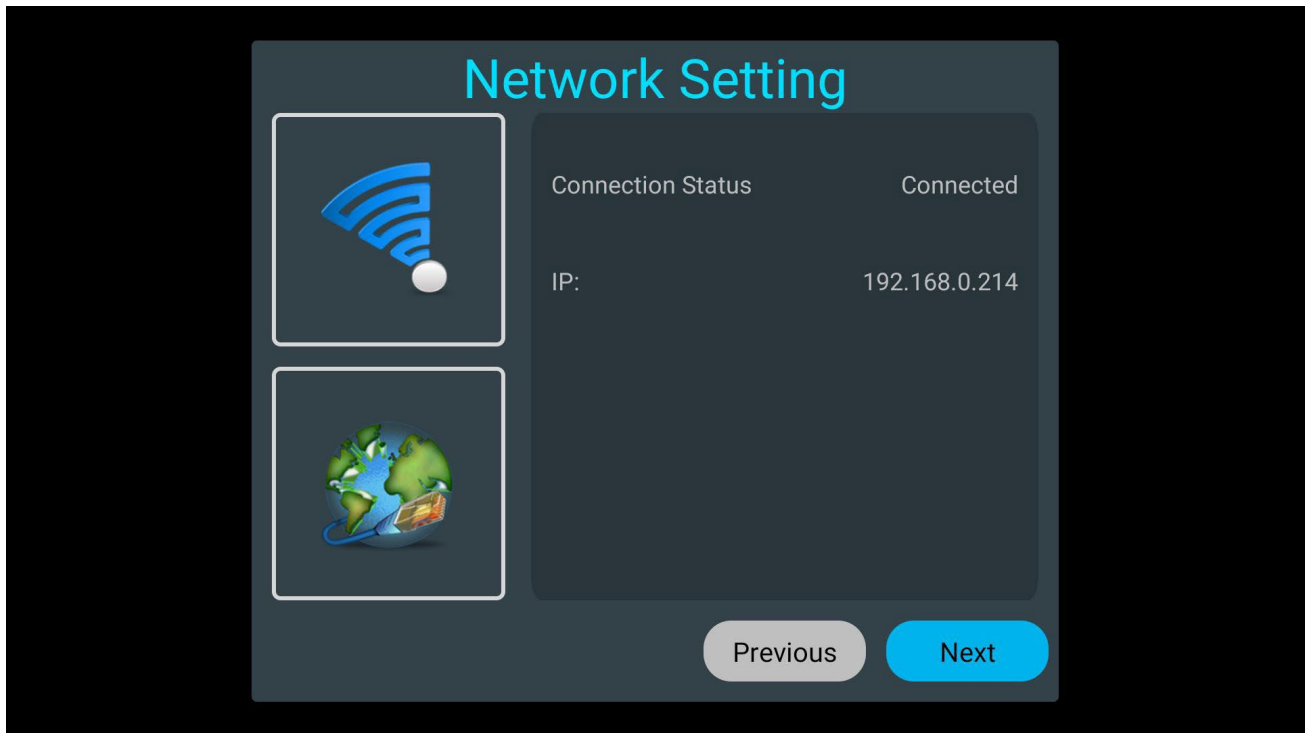 Network Setting
Connection Status Connected
IP: 192.168.0.214
Previous Next